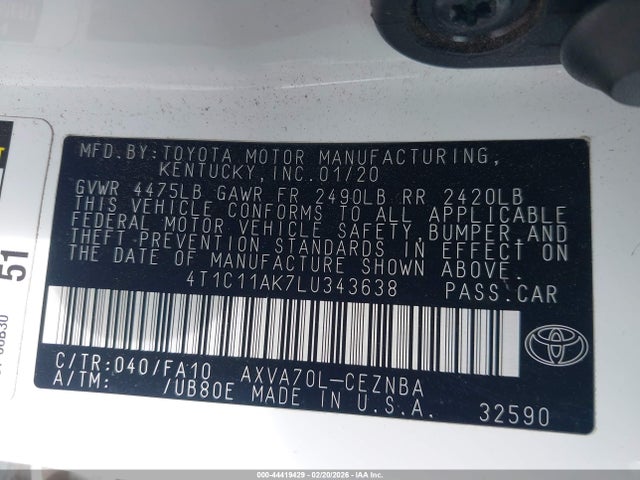 MFD.BY:TOYOTA MOTOR MANUFACTURING,
KENTUCKY,INC.01/20
GVWR 4475LB GAWR FR 2490LB RR 2420LB
THIS VEHICLE CONFORMS TO ALL APPLICABLE
FEDERAL MOTOR VEHICLE SAFETY,BUMPER,AND
THEFT PREVENTION STANDARDS IN EFFECT ON
THE DATE OF MANUFACTURE SHOWN ABOVE.
4T1C11AK7LU343638 PASS.CAR
C/TR:040/FA10 AXVA70L-CEZNBA
A/TM: /UB80E MADE IN U.S.A. 32590
51
000-44419429 - 02/20/2026 - IAAI.COM